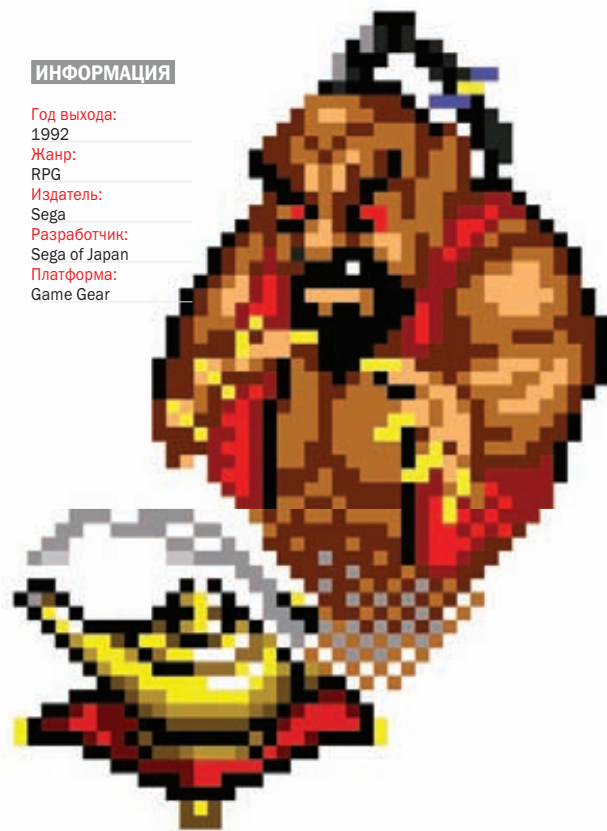 ИНФОРМАЦИЯ
Год выхода:
1992
Жанр:
RPG
Издатель:
Sega
Разработчик:
Sega of Japan
Платформа:
Game Gear